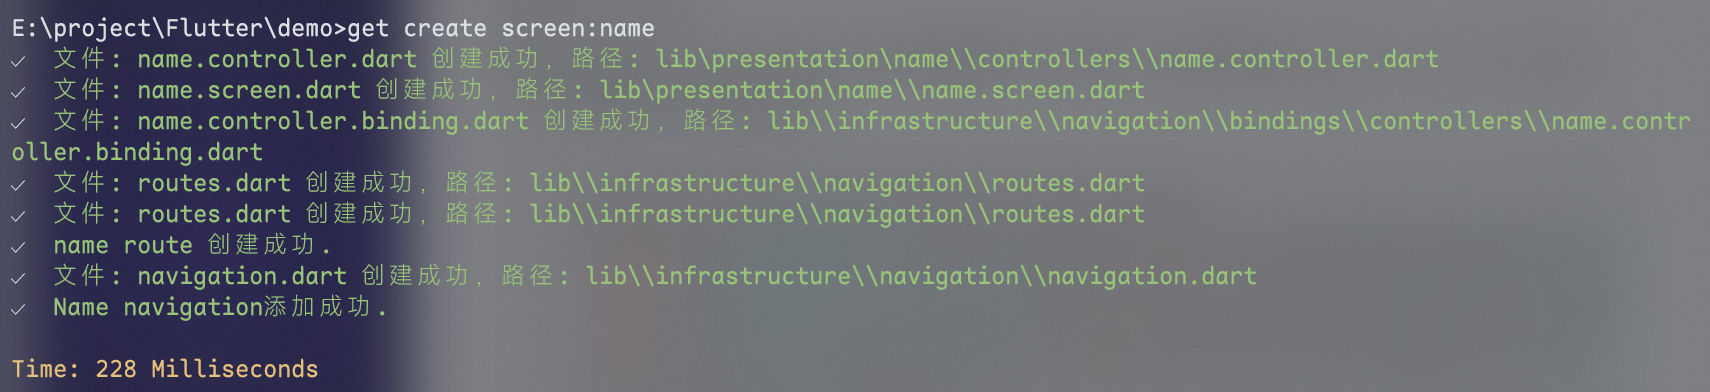 E:\project\Flutter\demo>get create screen:name
✓  文件: name.controller.dart 创建成功, 路径: lib\presentation\name\\controllers\\name.controller.dart
✓  文件: name.screen.dart 创建成功, 路径: lib\presentation\name\\name.screen.dart
✓  文件: name.controller.binding.dart 创建成功, 路径: lib\\infrastructure\\navigation\\bindings\\controllers\\name.contr
oller.binding.dart
✓  文件: routes.dart 创建成功, 路径: lib\\infrastructure\\navigation\\routes.dart
✓  文件: routes.dart 创建成功, 路径: lib\\infrastructure\\navigation\\routes.dart
✓  name route 创建成功.
✓  文件: navigation.dart 创建成功, 路径: lib\\infrastructure\\navigation\\navigation.dart
✓  Name navigation添加成功.
Time: 228 Milliseconds